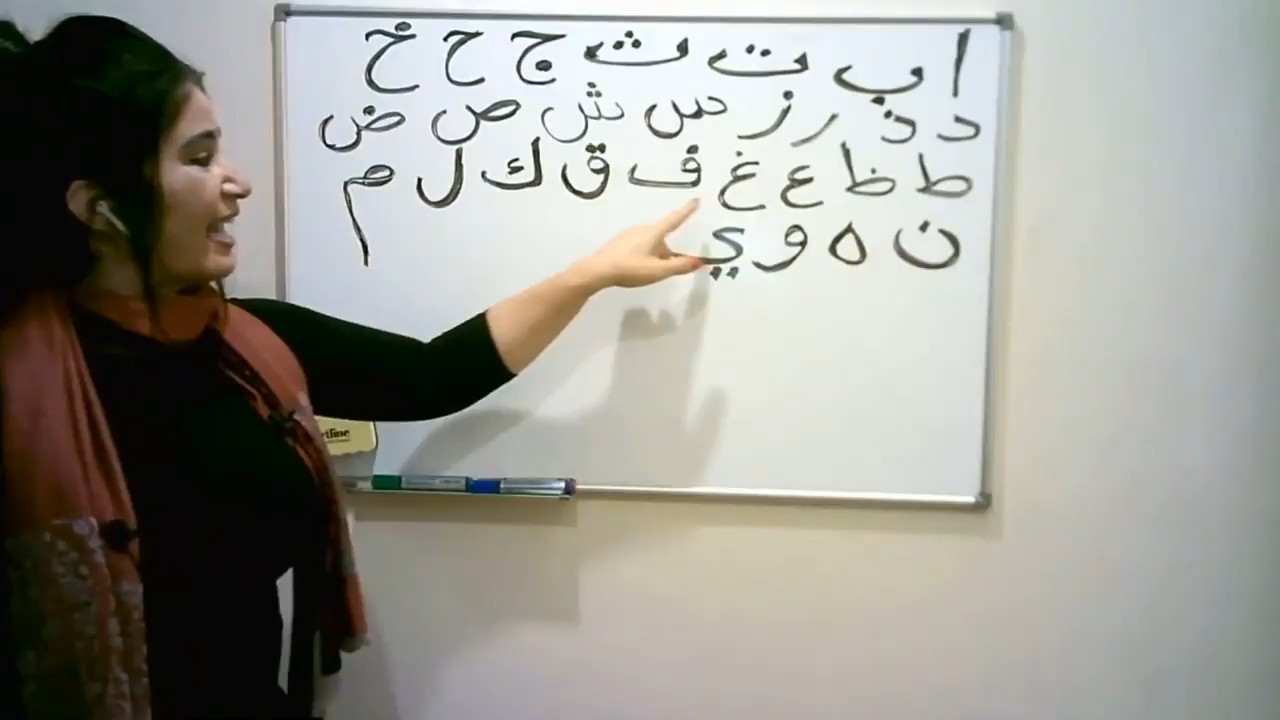 ا ب ت ث ج ح خ
د ذ ر ز س ش ص ض
ط ظ ع غ ف ق ك ل م
ن ه و ي